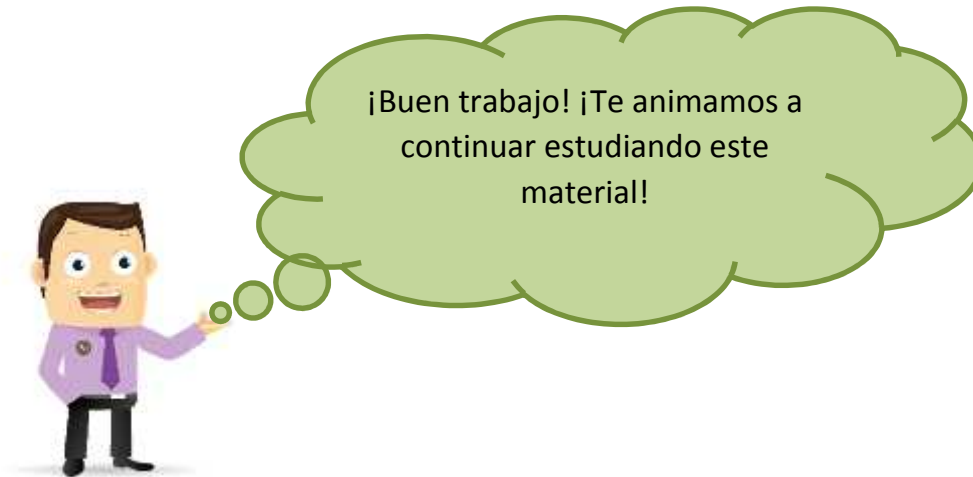 ¡Buen trabajo! ¡Te animamos a
continuar estudiando este
material!